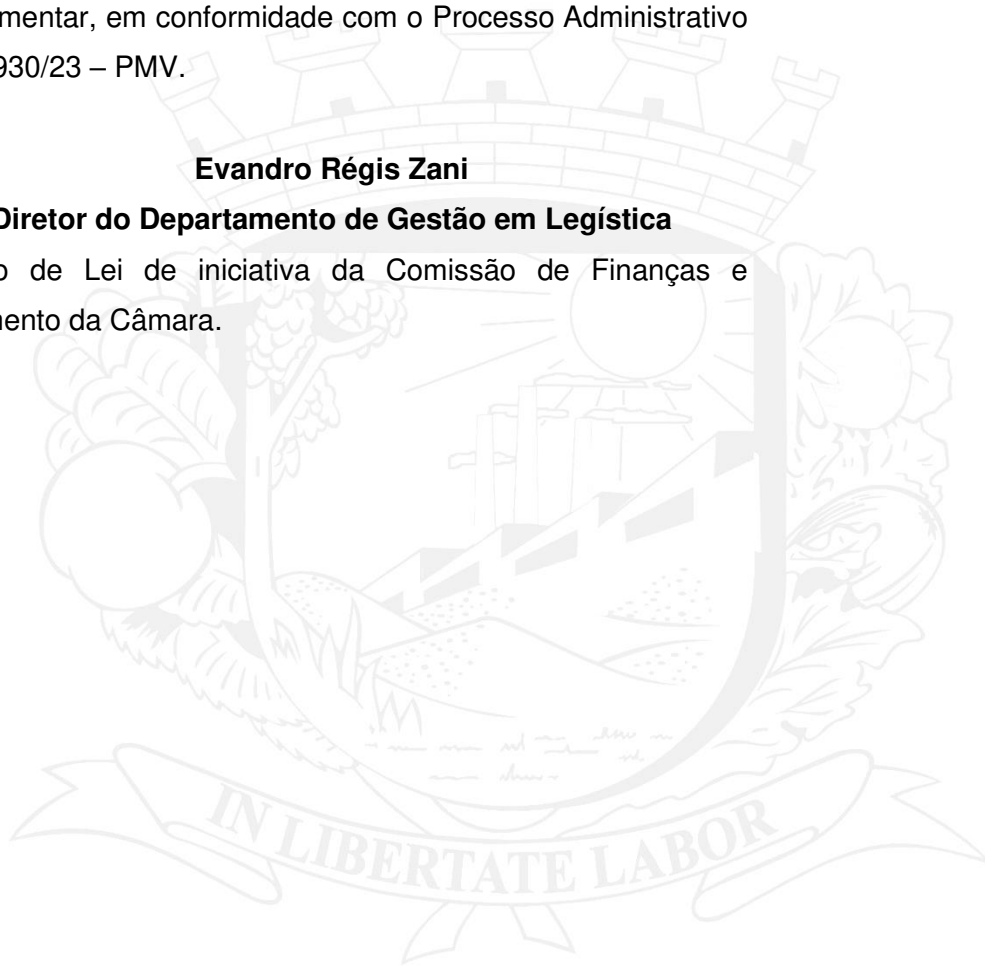 mentar, em conformidade com o Processo Administrativo
930/23 – PMV.
Evandro Régis Zani
Diretor do Departamento de Gestão em Legística
o de Lei de iniciativa da Comissão de Finanças e
mento da Câmara.
IN LIBERTATE LABOR